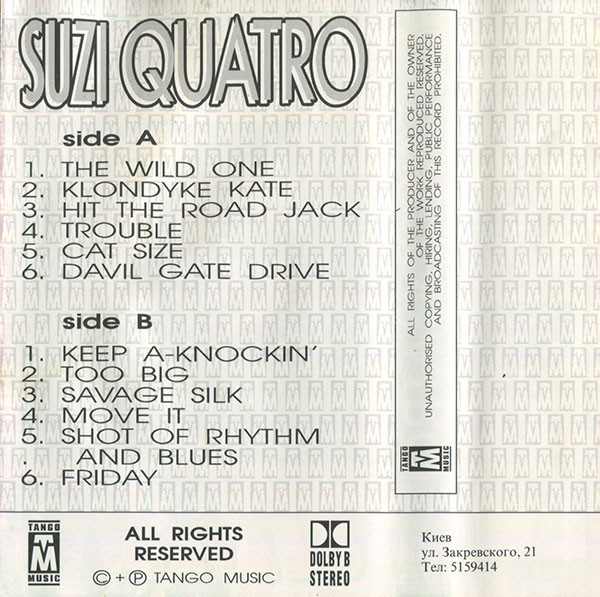 SUZI QUATRO
side A
1. THE WILD ONE
2. KLONDYKE KATE
3. HIT THE ROAD JACK
4. TROUBLE
5. CAT SIZE
6. DAVIL GATE DRIVE
side B
1. KEEP A-KNOCKIN'
2. TOO BIG
3. SAVAGE SILK
4. MOVE IT
5. SHOT OF RHYTHM
. AND BLUES
6. FRIDAY
ALL RIGHTS OF THE PRODUCER AND OF THE OWNER
OF THE WORK REPRODUCED RESERVED.
UNAUTHORISED COPYING, HIRING, LENDING, PUBLIC PERFORMANCE
AND BROADCASTING OF THIS RECORD PROHIBITED.
TANGO
MUSIC
TANGO
MUSIC
ALL RIGHTS
RESERVED
© + ℗ TANGO MUSIC
DOLBY B
STEREO
Киев
ул. Закревского, 21
Тел: 5159414